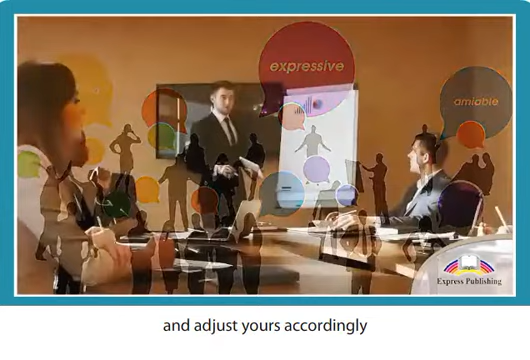 expressive
amiable
Express Publishing
and adjust yours accordingly